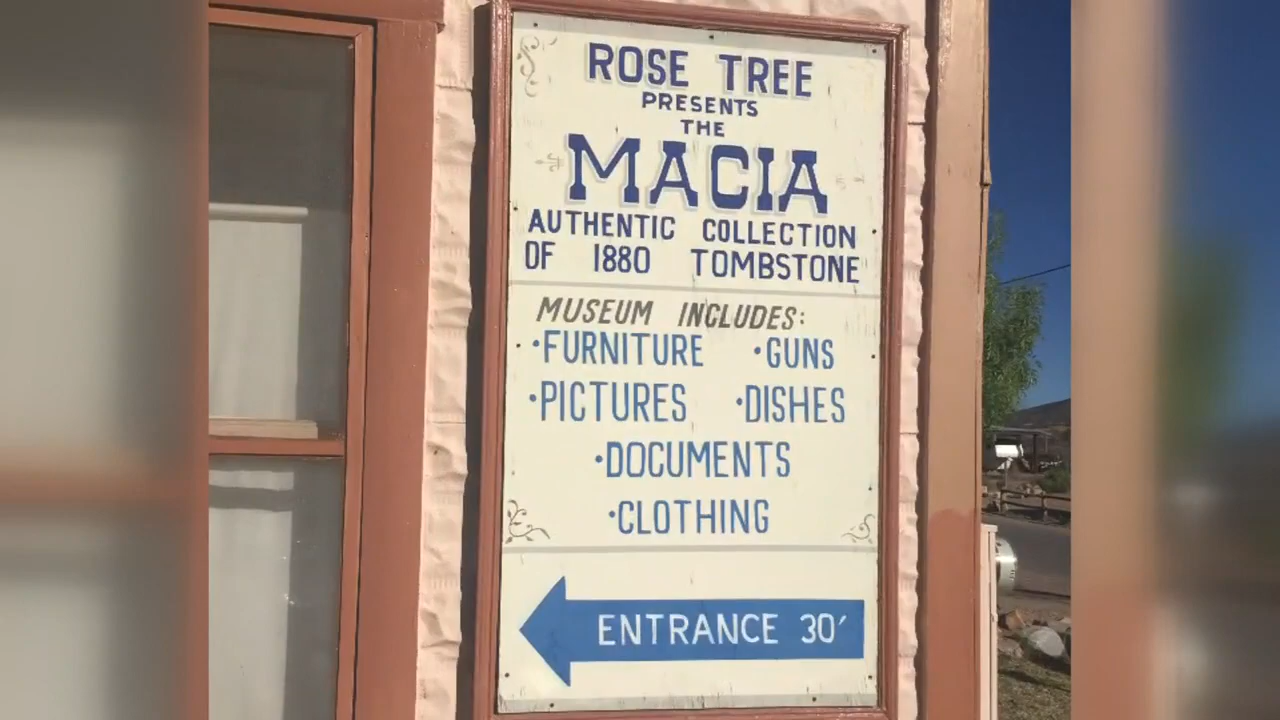 ROSE TREE
PRESENTS
THE
MACIA
AUTHENTIC COLLECTION
OF 1880 TOMBSTONE
MUSEUM INCLUDES:
·FURNITURE ·GUNS
·PICTURES ·DISHES
·DOCUMENTS
·CLOTHING
ENTRANCE 30'